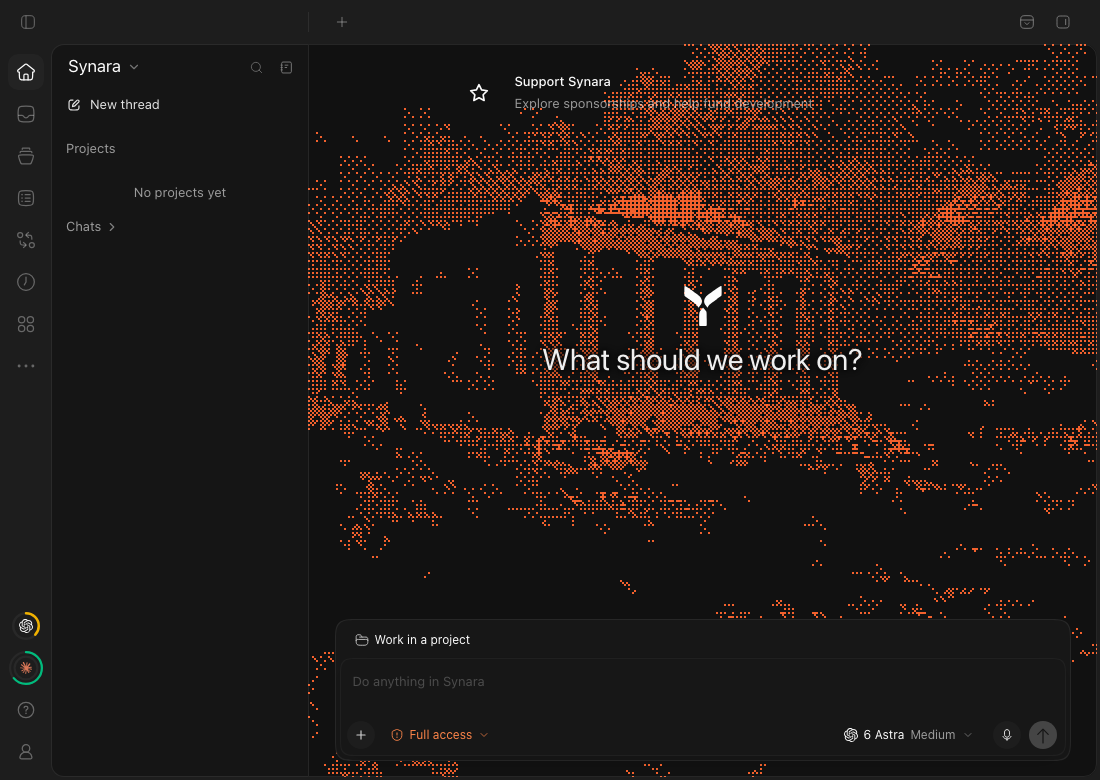 Synara
New thread
Projects
No projects yet
Chats
Support Synara
Explore sponsorships and help fund development
What should we work on?
Work in a project
Do anything in Synara
Full access
6 Astra Medium